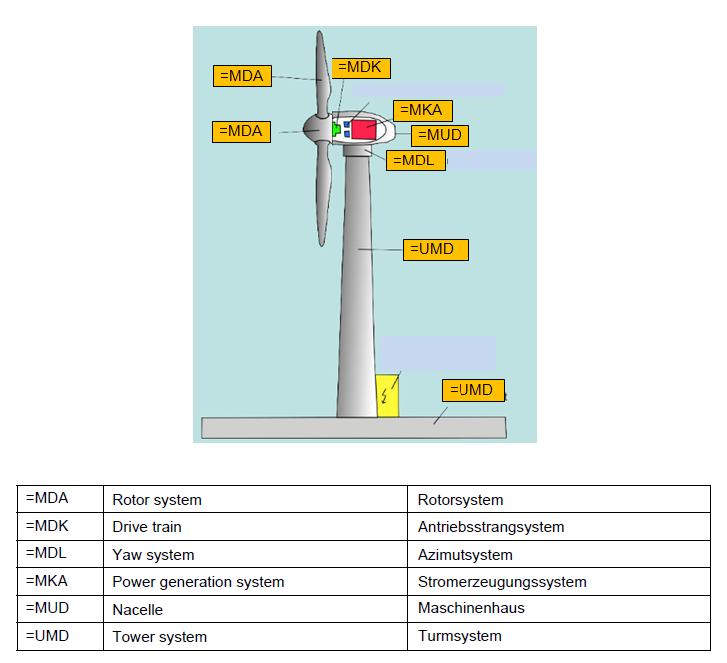 =MDA
=MDK
=MKA
=MDA
=MUD
=MDL
=UMD
=UMD
=MDA Rotor system Rotorsystem
=MDK Drive train Antriebsstrangsystem
=MDL Yaw system Azimutsystem
=MKA Power generation system Stromerzeugungssystem
=MUD Nacelle Maschinenhaus
=UMD Tower system Turmsystem